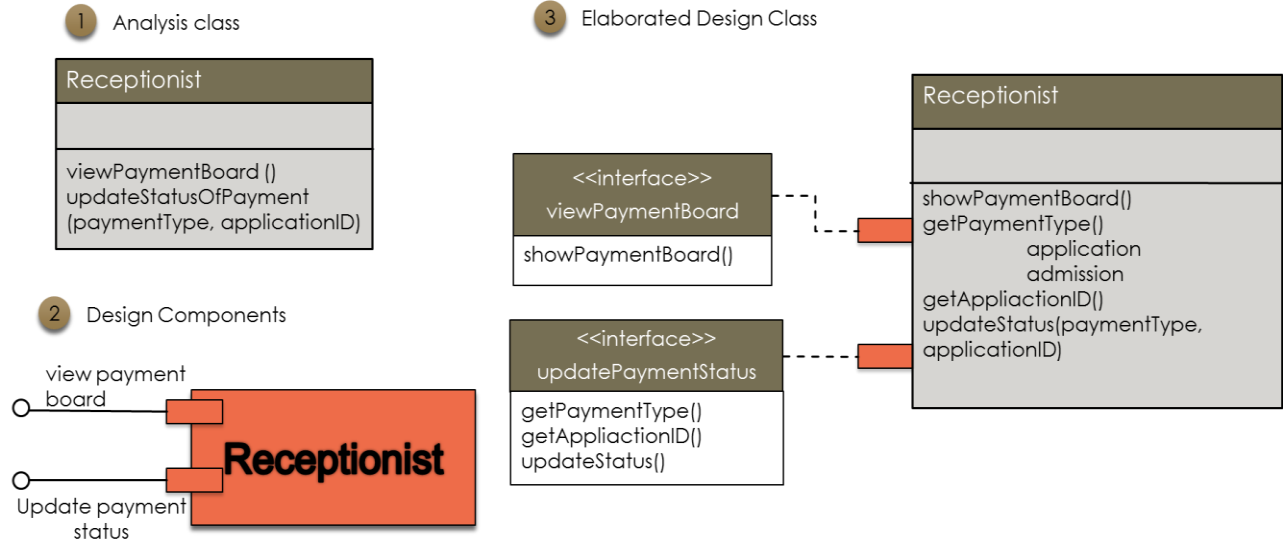 1 Analysis class
Receptionist
viewPaymentBoard ()
updateStatusOfPayment
(paymentType, applicationID)
2 Design Components
view payment
board
Receptionist
Update payment
status
3 Elaborated Design Class
<<interface>>
viewPaymentBoard
showPaymentBoard()
<<interface>>
updatePaymentStatus
getPaymentType()
getAppliactionID()
updateStatus()
Receptionist
showPaymentBoard()
getPaymentType()
application
admission
getAppliactionID()
updateStatus(paymentType,
applicationID)